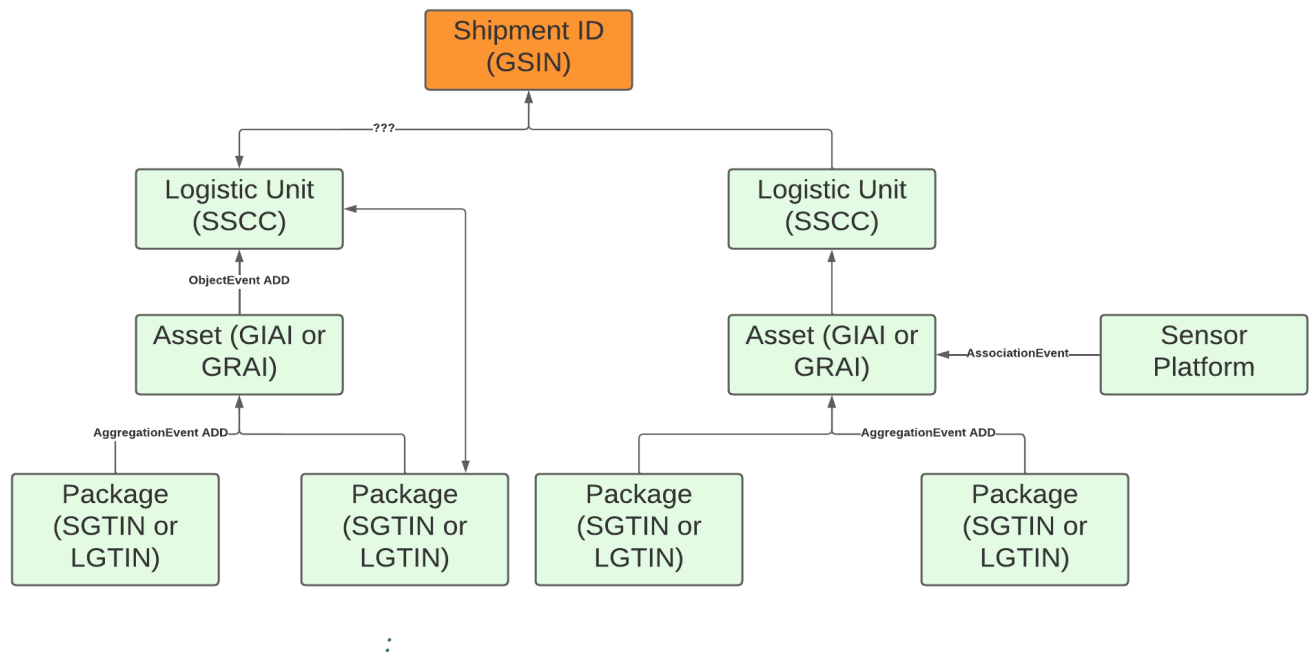 Shipment ID
(GSIN)
???
Logistic Unit
(SSCC)
Logistic Unit
(SSCC)
ObjectEvent ADD
Asset (GIAI or
GRAI)
Asset (GIAI or
GRAI)
AssociationEvent
Sensor
Platform
AggregationEvent ADD
AggregationEvent ADD
Package
(SGTIN or
LGTIN)
Package
(SGTIN or
LGTIN)
Package
(SGTIN or
LGTIN)
Package
(SGTIN or
LGTIN)